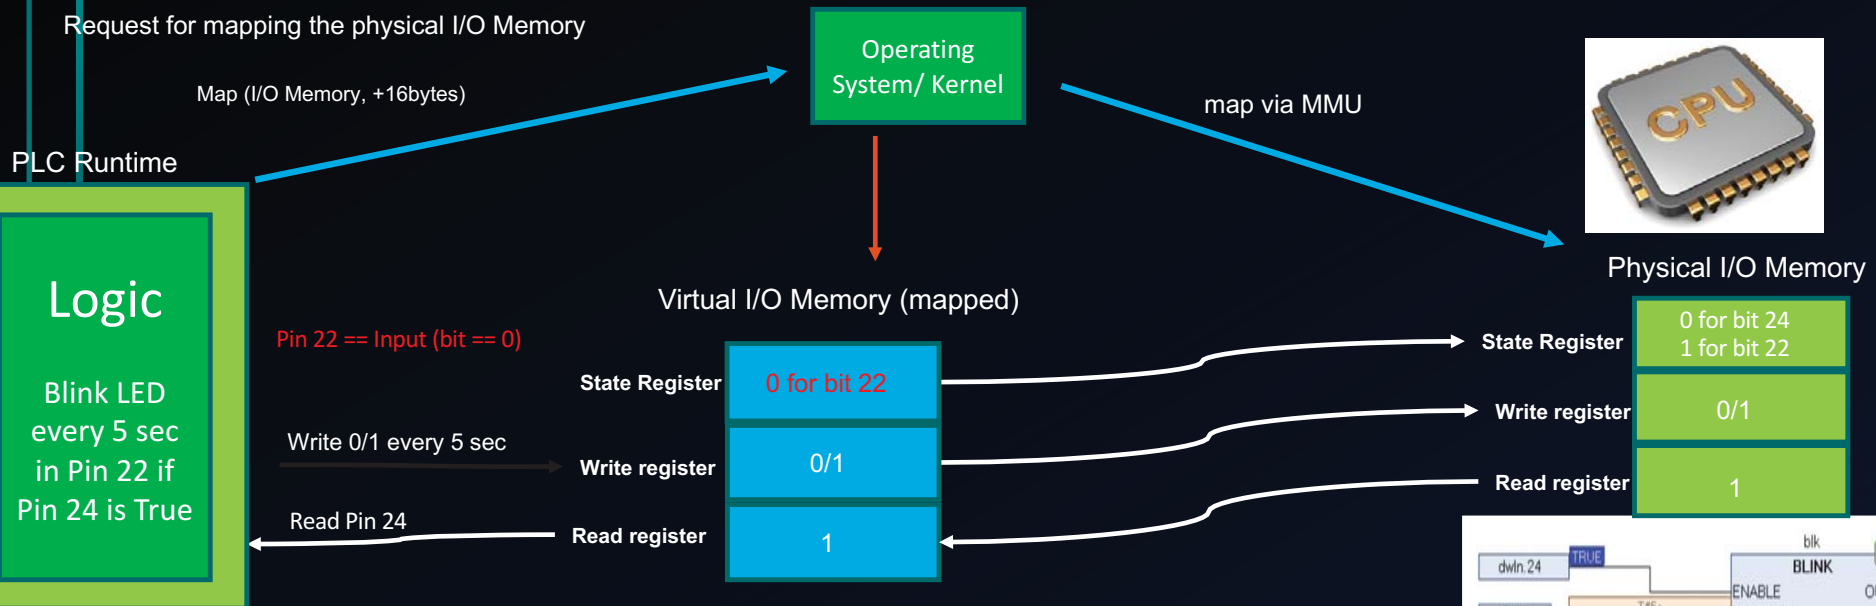 Request for mapping the physical I/O Memory
Map (I/O Memory, +16bytes)
Operating
System/ Kernel
map via MMU
CPU
PLC Runtime
Logic
Blink LED
every 5 sec
in Pin 22 if
Pin 24 is True
Pin 22 == Input (bit == 0)
Write 0/1 every 5 sec
Read Pin 24
Virtual I/O Memory (mapped)
State Register
0 for bit 22
Write register
0/1
Read register
1
Physical I/O Memory
State Register
0 for bit 24
1 for bit 22
Write register
0/1
Read register
1
dwIn.24
TRUE
blk
BLINK
ENABLE